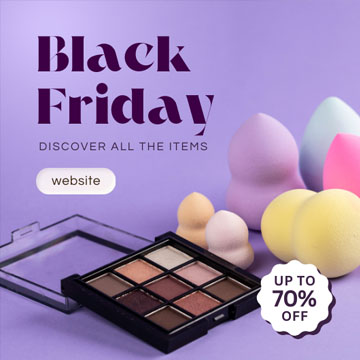 Black
Friday
DISCOVER ALL THE ITEMS
website
UP TO
70%
OFF